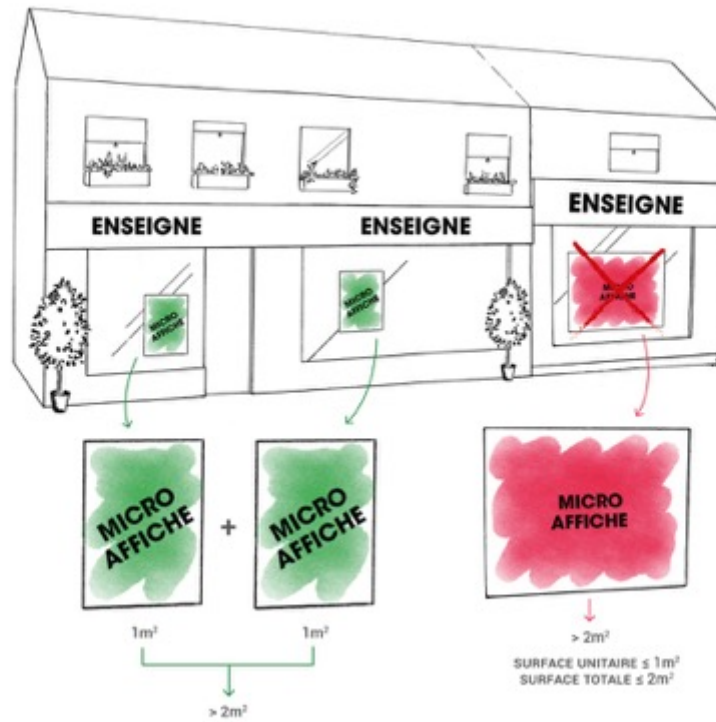 ENSEIGNE
ENSEIGNE
ENSEIGNE
MICRO
AFFICHE
MICRO
AFFICHE
MICRO
AFFICHE
MICRO
AFFICHE
+
MICRO
AFFICHE
MICRO
AFFICHE
1m²
1m²
> 2m²
> 2m²
SURFACE UNITAIRE ≤ 1m²
SURFACE TOTALE ≤ 2m²